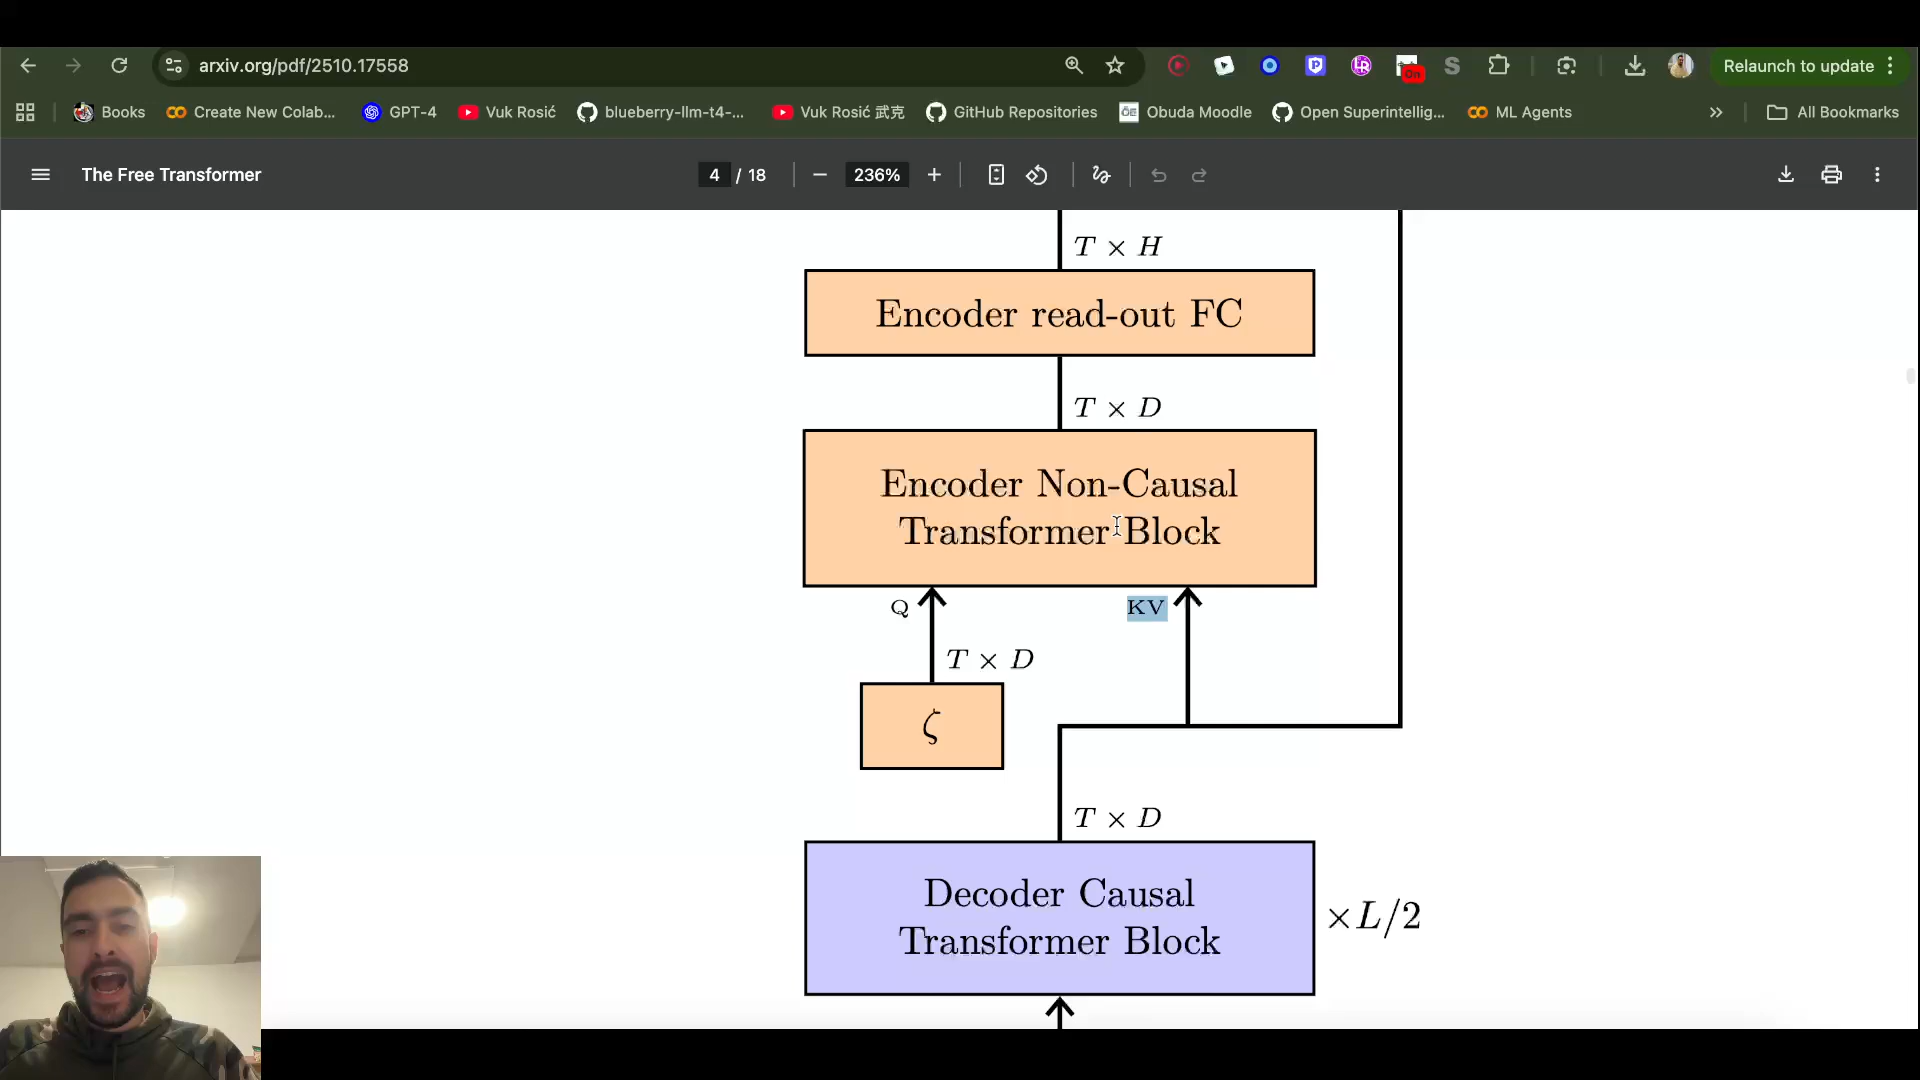 arxiv.org/pdf/2510.17558
On
Relaunch to update
Books
Create New Colab...
GPT-4
Vuk Rosić
blueberry-llm-t4-...
Vuk Rosić 武克
GitHub Repositories
Obuda Moodle
Open Superintellig...
ML Agents
»
All Bookmarks
The Free Transformer
4 / 18
236%
T × H
Encoder read-out FC
T × D
Encoder Non-Causal
Transformer Block
Q
KV
T × D
ζ
T × D
Decoder Causal
Transformer Block
×L/2